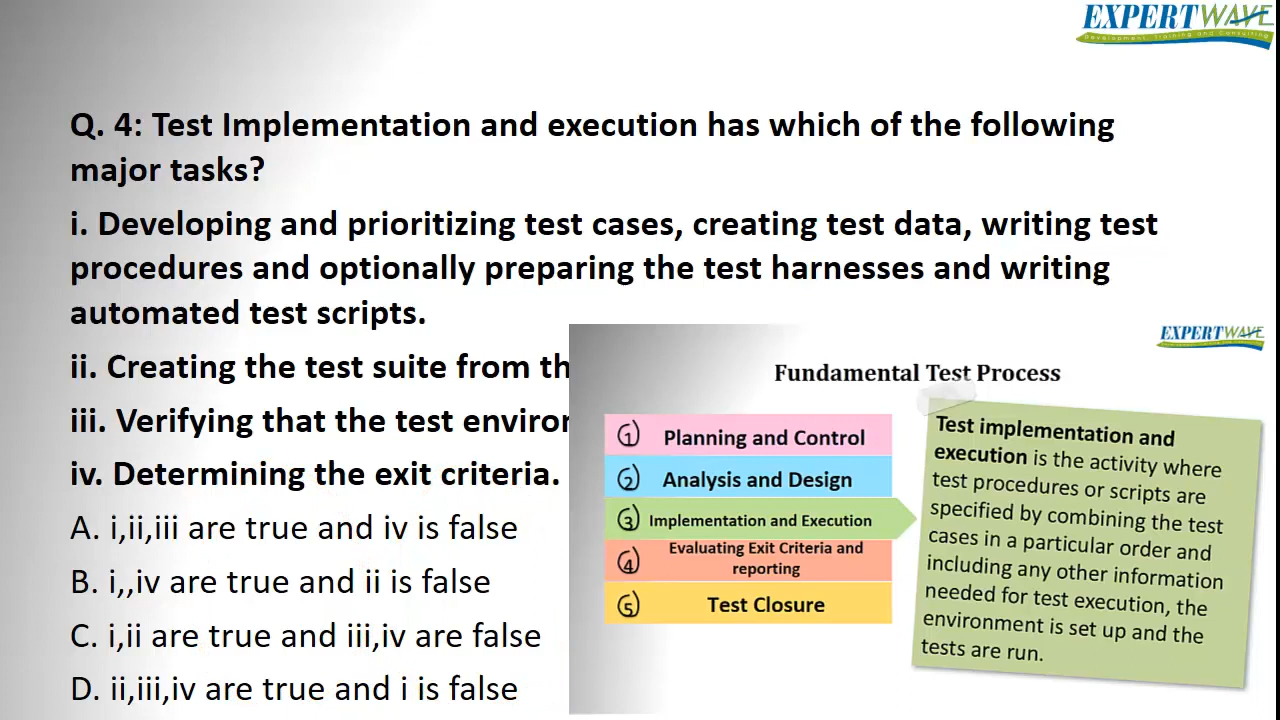 EXPERTWAVE
Development, Training and Consulting
Q. 4: Test Implementation and execution has which of the following
major tasks?
i. Developing and prioritizing test cases, creating test data, writing test
procedures and optionally preparing the test harnesses and writing
automated test scripts.
ii. Creating the test suite from th
iii. Verifying that the test environ
iv. Determining the exit criteria.
A. i,ii,iii are true and iv is false
B. i,,iv are true and ii is false
C. i,ii are true and iii,iv are false
D. ii,iii,iv are true and i is false
EXPERTWAVE
Fundamental Test Process
1 Planning and Control
2 Analysis and Design
3 Implementation and Execution
4 Evaluating Exit Criteria and
reporting
5 Test Closure
Test implementation and
execution is the activity where
test procedures or scripts are
specified by combining the test
cases in a particular order and
including any other information
needed for test execution, the
environment is set up and the
tests are run.